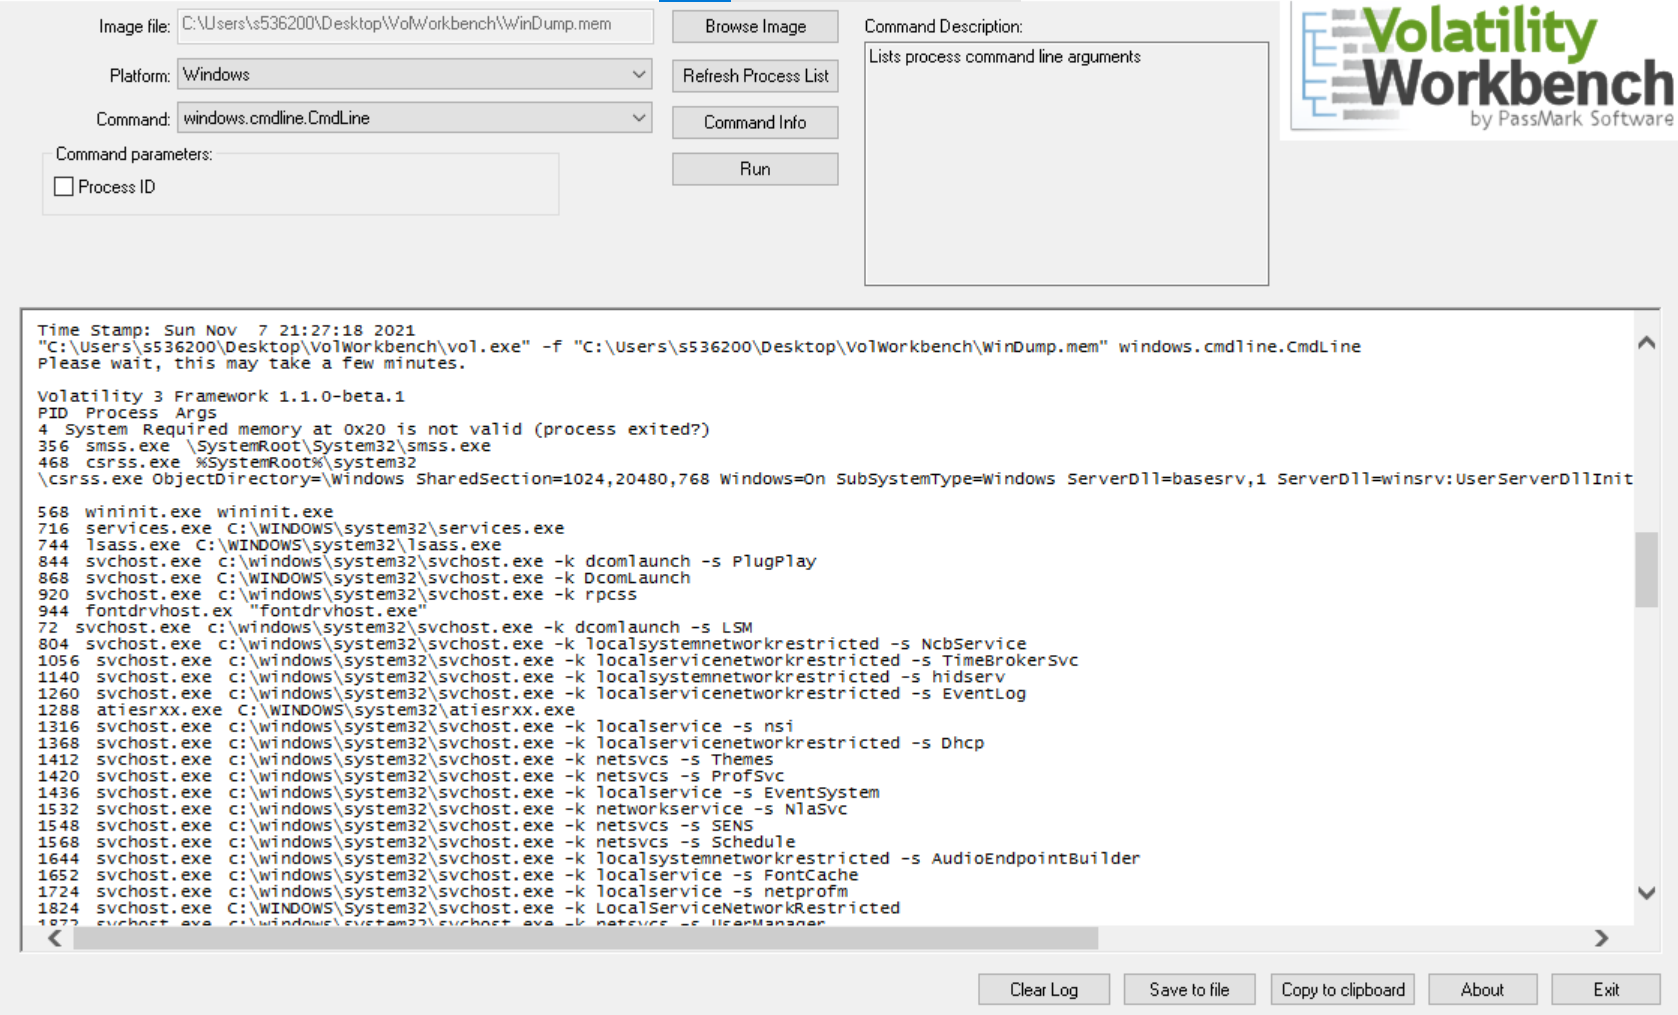 Image file: C:\Users\s536200\Desktop\VolWorkbench\WinDump.mem
Browse Image
Command Description:
Volatility
Workbench
by PassMark Software
Platform: Windows
Refresh Process List
Lists process command line arguments
Command: windows.cmdline.CmdLine
Command Info
Command parameters:
Process ID
Run
Time Stamp: Sun Nov  7 21:27:18 2021
"C:\Users\s536200\Desktop\VolWorkbench\vol.exe" -f "C:\Users\s536200\Desktop\VolWorkbench\WinDump.mem" windows.cmdline.CmdLine
Please wait, this may take a few minutes.
Volatility 3 Framework 1.1.0-beta.1
PID  Process  Args
4  System  Required memory at 0x20 is not valid (process exited?)
356  smss.exe  \SystemRoot\System32\smss.exe
468  csrss.exe  %SystemRoot%\system32
\csrss.exe ObjectDirectory=\Windows SharedSection=1024,20480,768 Windows=On SubSystemType=Windows ServerDll=basesrv,1 ServerDll=winsrv:UserServerDllInit
568  wininit.exe  wininit.exe
716  services.exe  C:\WINDOWS\system32\services.exe
744  lsass.exe  C:\WINDOWS\system32\lsass.exe
844  svchost.exe  c:\windows\system32\svchost.exe -k dcomlaunch -s PlugPlay
868  svchost.exe  C:\WINDOWS\system32\svchost.exe -k DcomLaunch
920  svchost.exe  c:\windows\system32\svchost.exe -k rpcss
944  fontdrvhost.ex  "fontdrvhost.exe"
72  svchost.exe  c:\windows\system32\svchost.exe -k dcomlaunch -s LSM
804  svchost.exe  c:\windows\system32\svchost.exe -k localsystemnetworkrestricted -s NcbService
1056  svchost.exe  c:\windows\system32\svchost.exe -k localservicenetworkrestricted -s TimeBrokerSvc
1140  svchost.exe  c:\windows\system32\svchost.exe -k localsystemnetworkrestricted -s hidserv
1260  svchost.exe  c:\windows\system32\svchost.exe -k localservicenetworkrestricted -s EventLog
1288  atiesrxx.exe  C:\WINDOWS\system32\atiesrxx.exe
1316  svchost.exe  c:\windows\system32\svchost.exe -k localservice -s nsi
1368  svchost.exe  c:\windows\system32\svchost.exe -k localservicenetworkrestricted -s Dhcp
1412  svchost.exe  c:\windows\system32\svchost.exe -k netsvcs -s Themes
1420  svchost.exe  c:\windows\system32\svchost.exe -k netsvcs -s ProfSvc
1436  svchost.exe  c:\windows\system32\svchost.exe -k localservice -s EventSystem
1532  svchost.exe  c:\windows\system32\svchost.exe -k networkservice -s NlaSvc
1548  svchost.exe  c:\windows\system32\svchost.exe -k netsvcs -s SENS
1568  svchost.exe  c:\windows\system32\svchost.exe -k netsvcs -s Schedule
1644  svchost.exe  c:\windows\system32\svchost.exe -k localsystemnetworkrestricted -s AudioEndpointBuilder
1652  svchost.exe  c:\windows\system32\svchost.exe -k localservice -s FontCache
1724  svchost.exe  c:\windows\system32\svchost.exe -k localservice -s netprofm
1824  svchost.exe  C:\WINDOWS\System32\svchost.exe -k LocalServiceNetworkRestricted
svchost.exe  c:\windows\system32\svchost.exe -k netsvcs -s UserManager
Clear Log
Save to file
Copy to clipboard
About
Exit